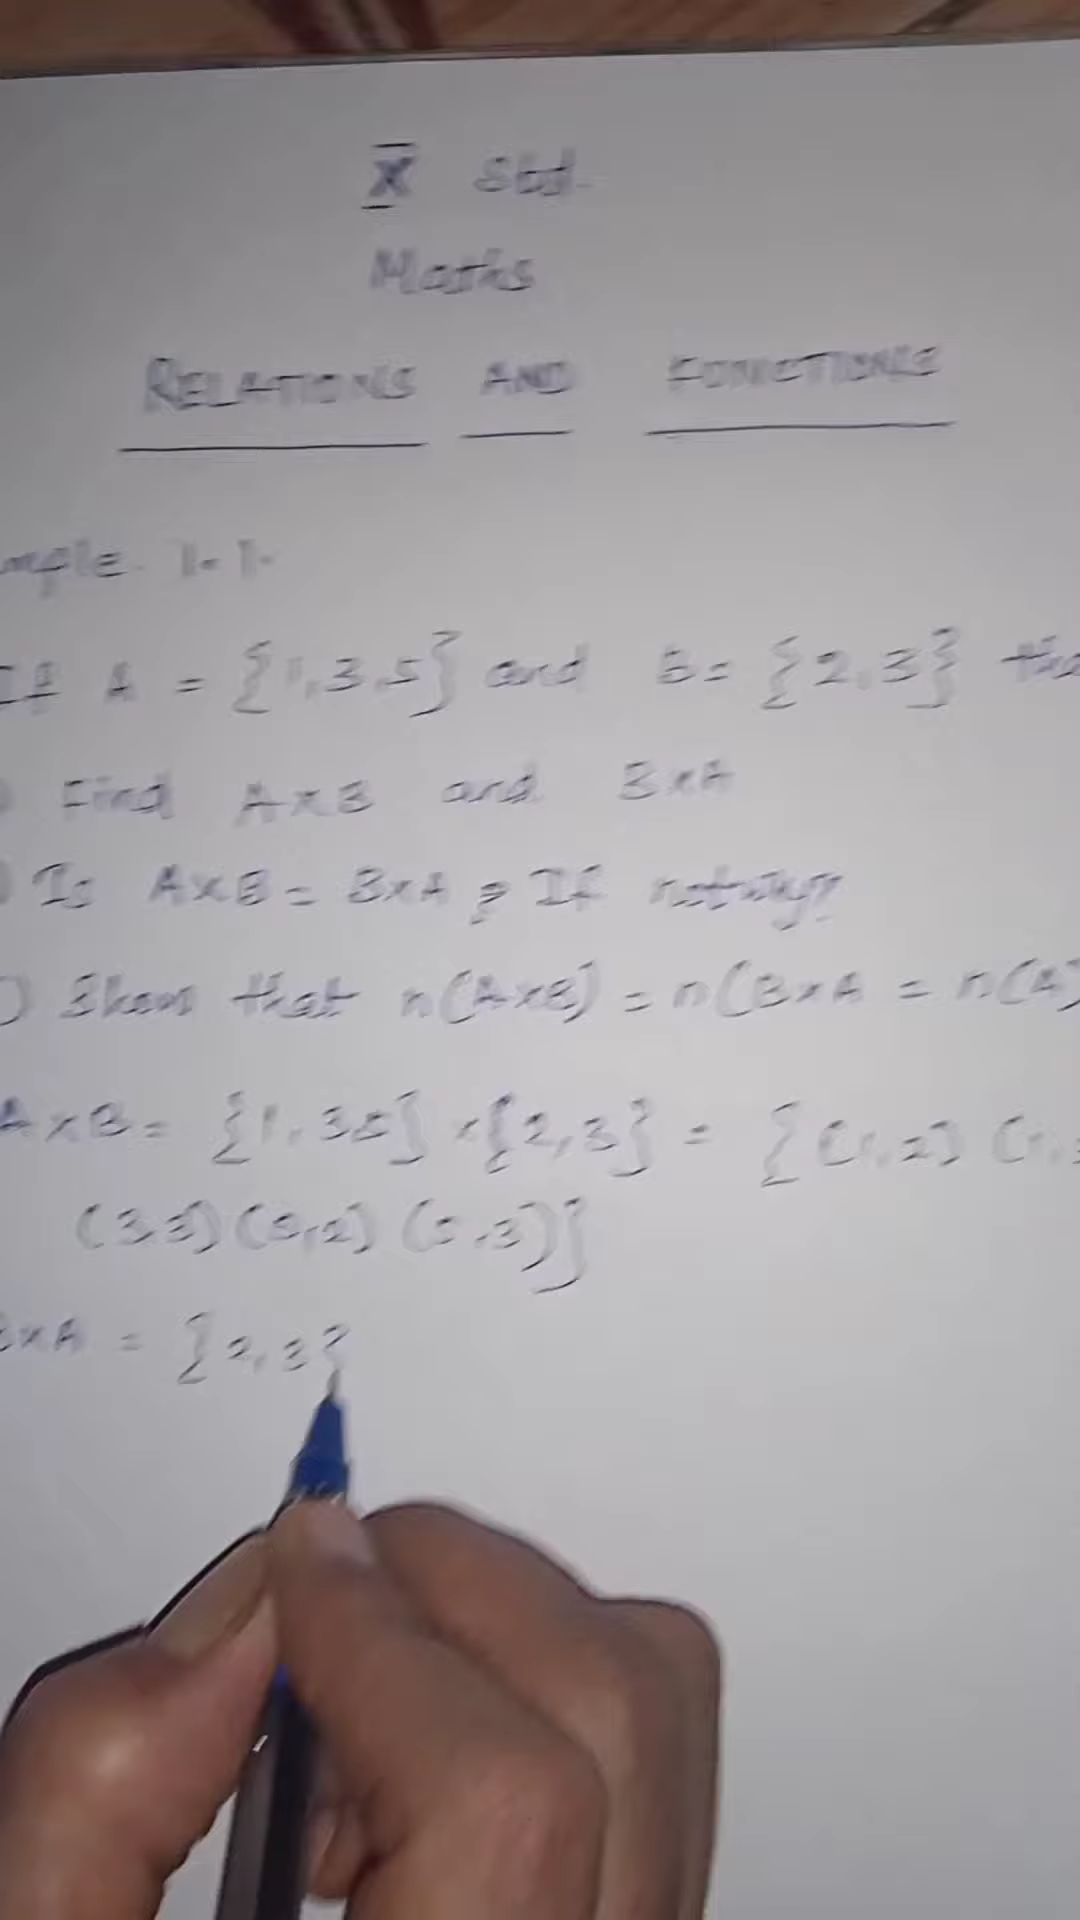 X Std.
Maths
RELATIONS AND FUNCTIONS
mple 1.1.
If A = {1,3,5} and B = {2,3} the
Find A×B and B×A
Is A×B = B×A ? If not why?
) Show that n(A×B) = n(B×A = n(A)
A×B = {1,35} ×{2,3} = {(1,2) (1,3
(3,3) (5,2) (5,3)}
B×A = {2,3}